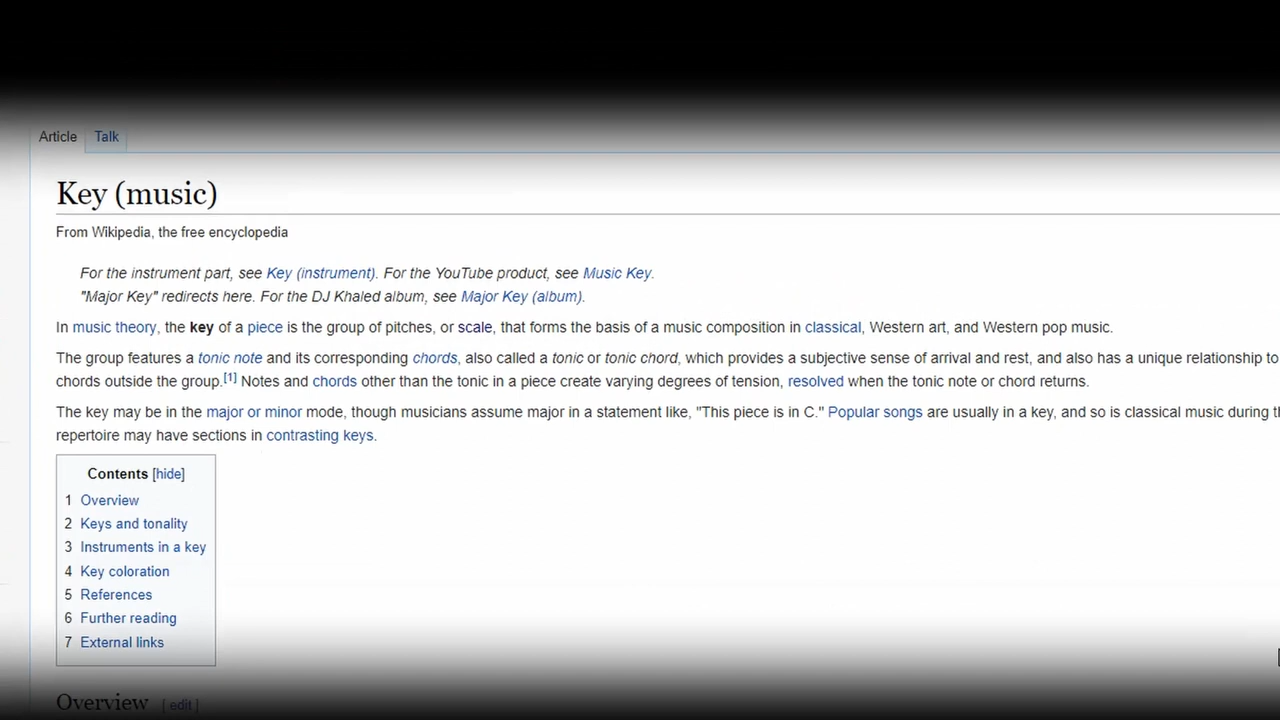 Article Talk
Key (music)
From Wikipedia, the free encyclopedia
For the instrument part, see Key (instrument). For the YouTube product, see Music Key.
"Major Key" redirects here. For the DJ Khaled album, see Major Key (album).
In music theory, the key of a piece is the group of pitches, or scale, that forms the basis of a music composition in classical, Western art, and Western pop music.
The group features a tonic note and its corresponding chords, also called a tonic or tonic chord, which provides a subjective sense of arrival and rest, and also has a unique relationship to
chords outside the group.[1] Notes and chords other than the tonic in a piece create varying degrees of tension, resolved when the tonic note or chord returns.
The key may be in the major or minor mode, though musicians assume major in a statement like, "This piece is in C." Popular songs are usually in a key, and so is classical music during
repertoire may have sections in contrasting keys.
Contents [hide]
1 Overview
2 Keys and tonality
3 Instruments in a key
4 Key coloration
5 References
6 Further reading
7 External links
Overview [ edit ]